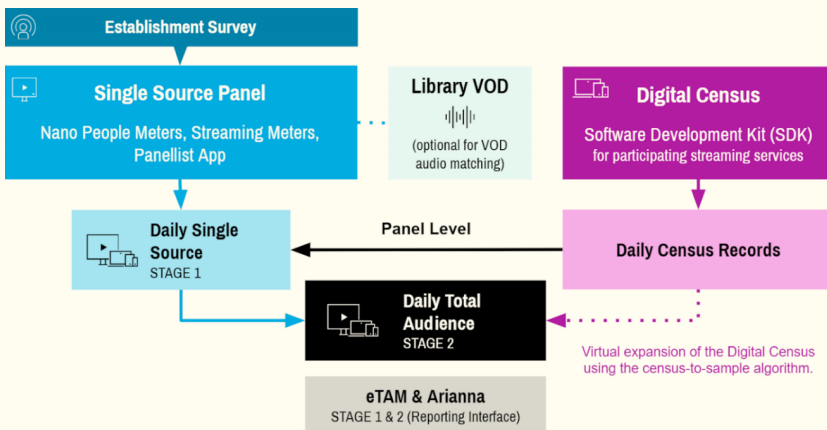 Establishment Survey
Single Source Panel
Nano People Meters, Streaming Meters,
Panellist App
Library VOD
(optional for VOD
audio matching)
Digital Census
Software Development Kit (SDK)
for participating streaming services
Daily Single
Source
STAGE 1
Panel Level
Daily Census Records
Daily Total
Audience
STAGE 2
Virtual expansion of the Digital Census
using the census-to-sample algorithm.
eTAM & Arianna
STAGE 1 & 2 (Reporting Interface)